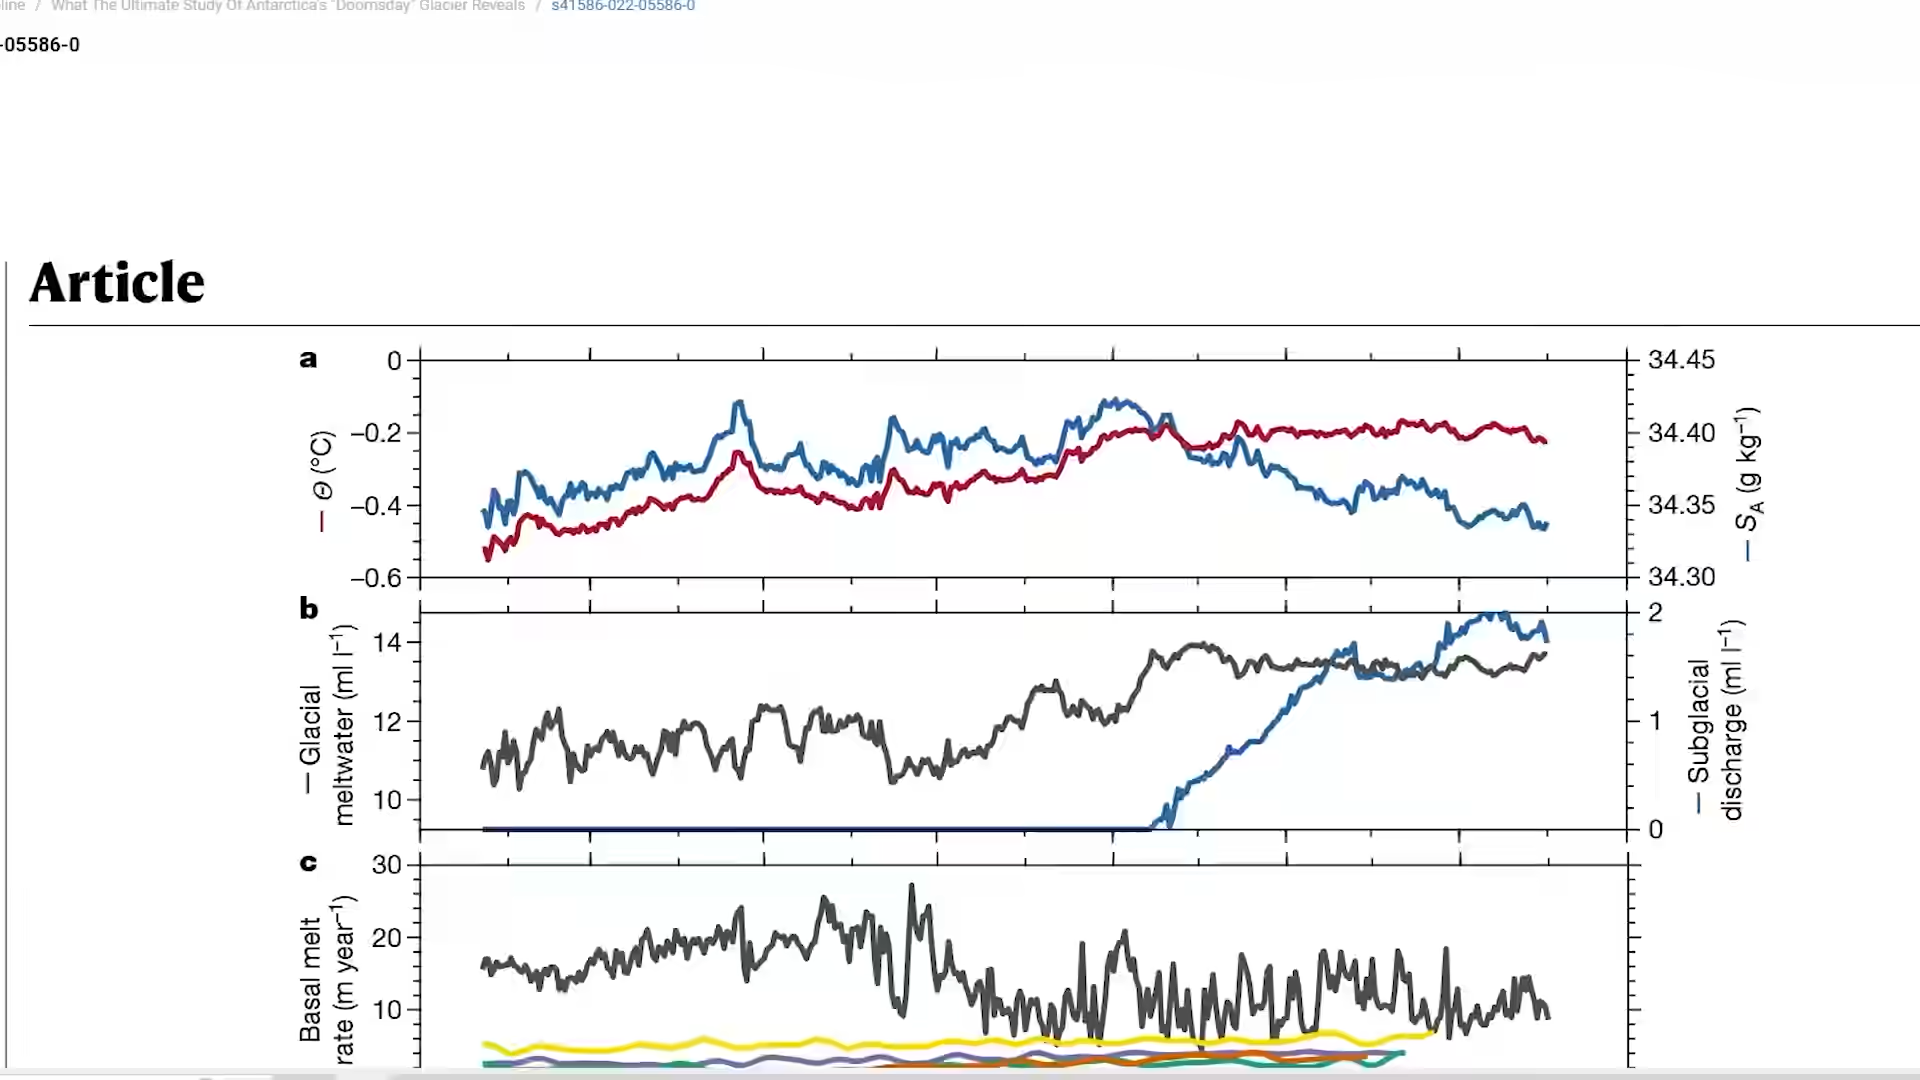 line / What The Ultimate Study Of Antarctica's "Doomsday" Glacier Reveals / s41586-022-05586-0
-05586-0
Article
a
0
–0.2
–0.4
–0.6
— Θ (°C)
34.45
34.40
34.35
34.30
— SA (g kg−1)
b
14
12
10
— Glacial
meltwater (ml l−1)
2
1
0
— Subglacial
discharge (ml l−1)
c
30
20
10
Basal melt
rate (m year−1)